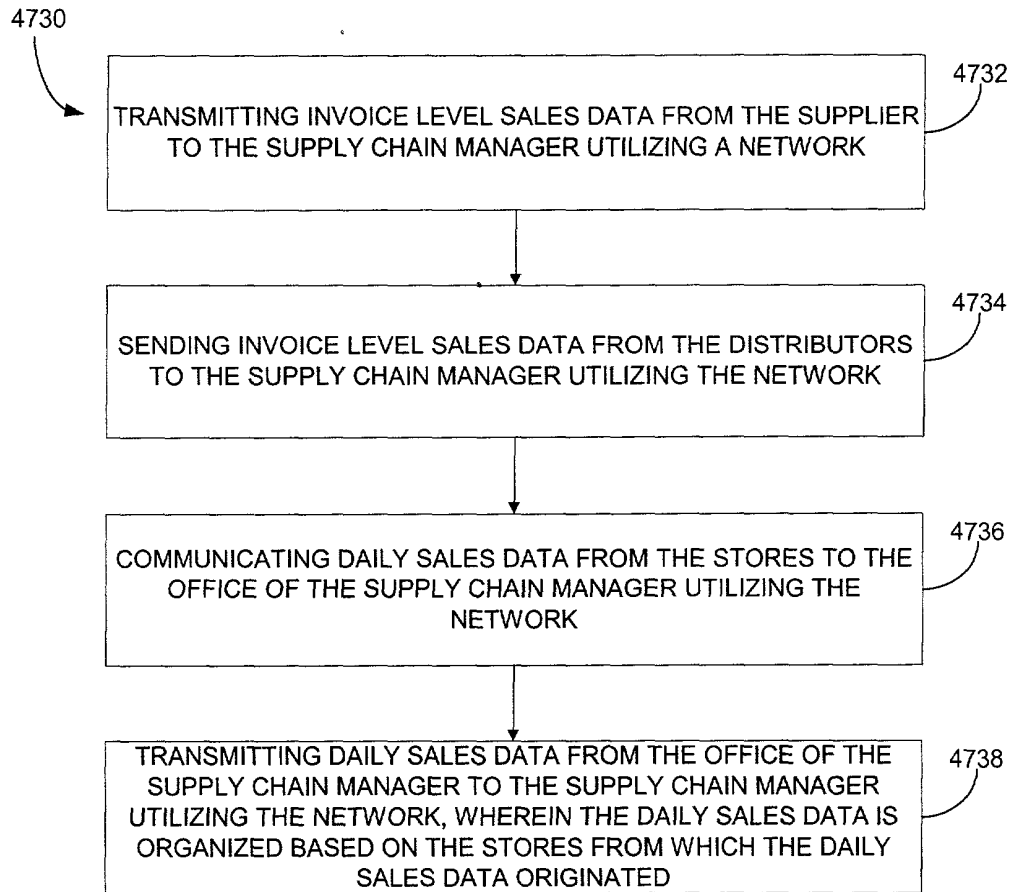 4730
4732
TRANSMITTING INVOICE LEVEL SALES DATA FROM THE SUPPLIER
TO THE SUPPLY CHAIN MANAGER UTILIZING A NETWORK
4734
SENDING INVOICE LEVEL SALES DATA FROM THE DISTRIBUTORS
TO THE SUPPLY CHAIN MANAGER UTILIZING THE NETWORK
4736
COMMUNICATING DAILY SALES DATA FROM THE STORES TO THE
OFFICE OF THE SUPPLY CHAIN MANAGER UTILIZING THE
NETWORK
4738
TRANSMITTING DAILY SALES DATA FROM THE OFFICE OF THE
SUPPLY CHAIN MANAGER TO THE SUPPLY CHAIN MANAGER
UTILIZING THE NETWORK, WHEREIN THE DAILY SALES DATA IS
ORGANIZED BASED ON THE STORES FROM WHICH THE DAILY
SALES DATA ORIGINATED